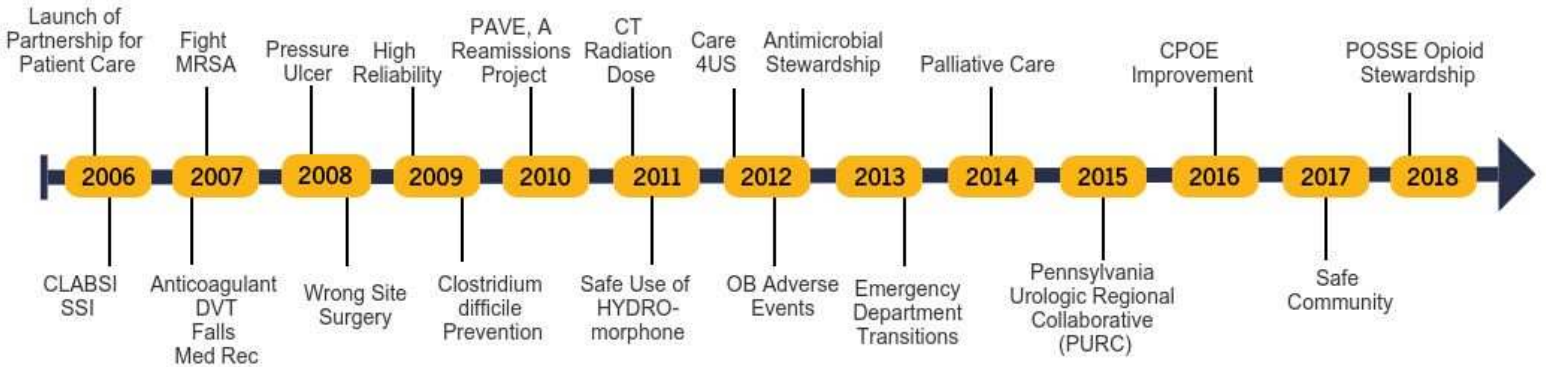 Launch of
Partnership for
Patient Care
Fight
MRSA
Pressure
Ulcer
High
Reliability
PAVE, A
Reamissions
Project
CT
Radiation
Dose
Care
4US
Antimicrobial
Stewardship
Palliative Care
CPOE
Improvement
POSSE Opioid
Stewardship
2006
2007
2008
2009
2010
2011
2012
2013
2014
2015
2016
2017
2018
CLABSI
SSI
Anticoagulant
DVT
Falls
Med Rec
Wrong Site
Surgery
Clostridium
difficile
Prevention
Safe Use of
HYDRO-
morphone
OB Adverse
Events
Emergency
Department
Transitions
Pennsylvania
Urologic Regional
Collaborative
(PURC)
Safe
Community